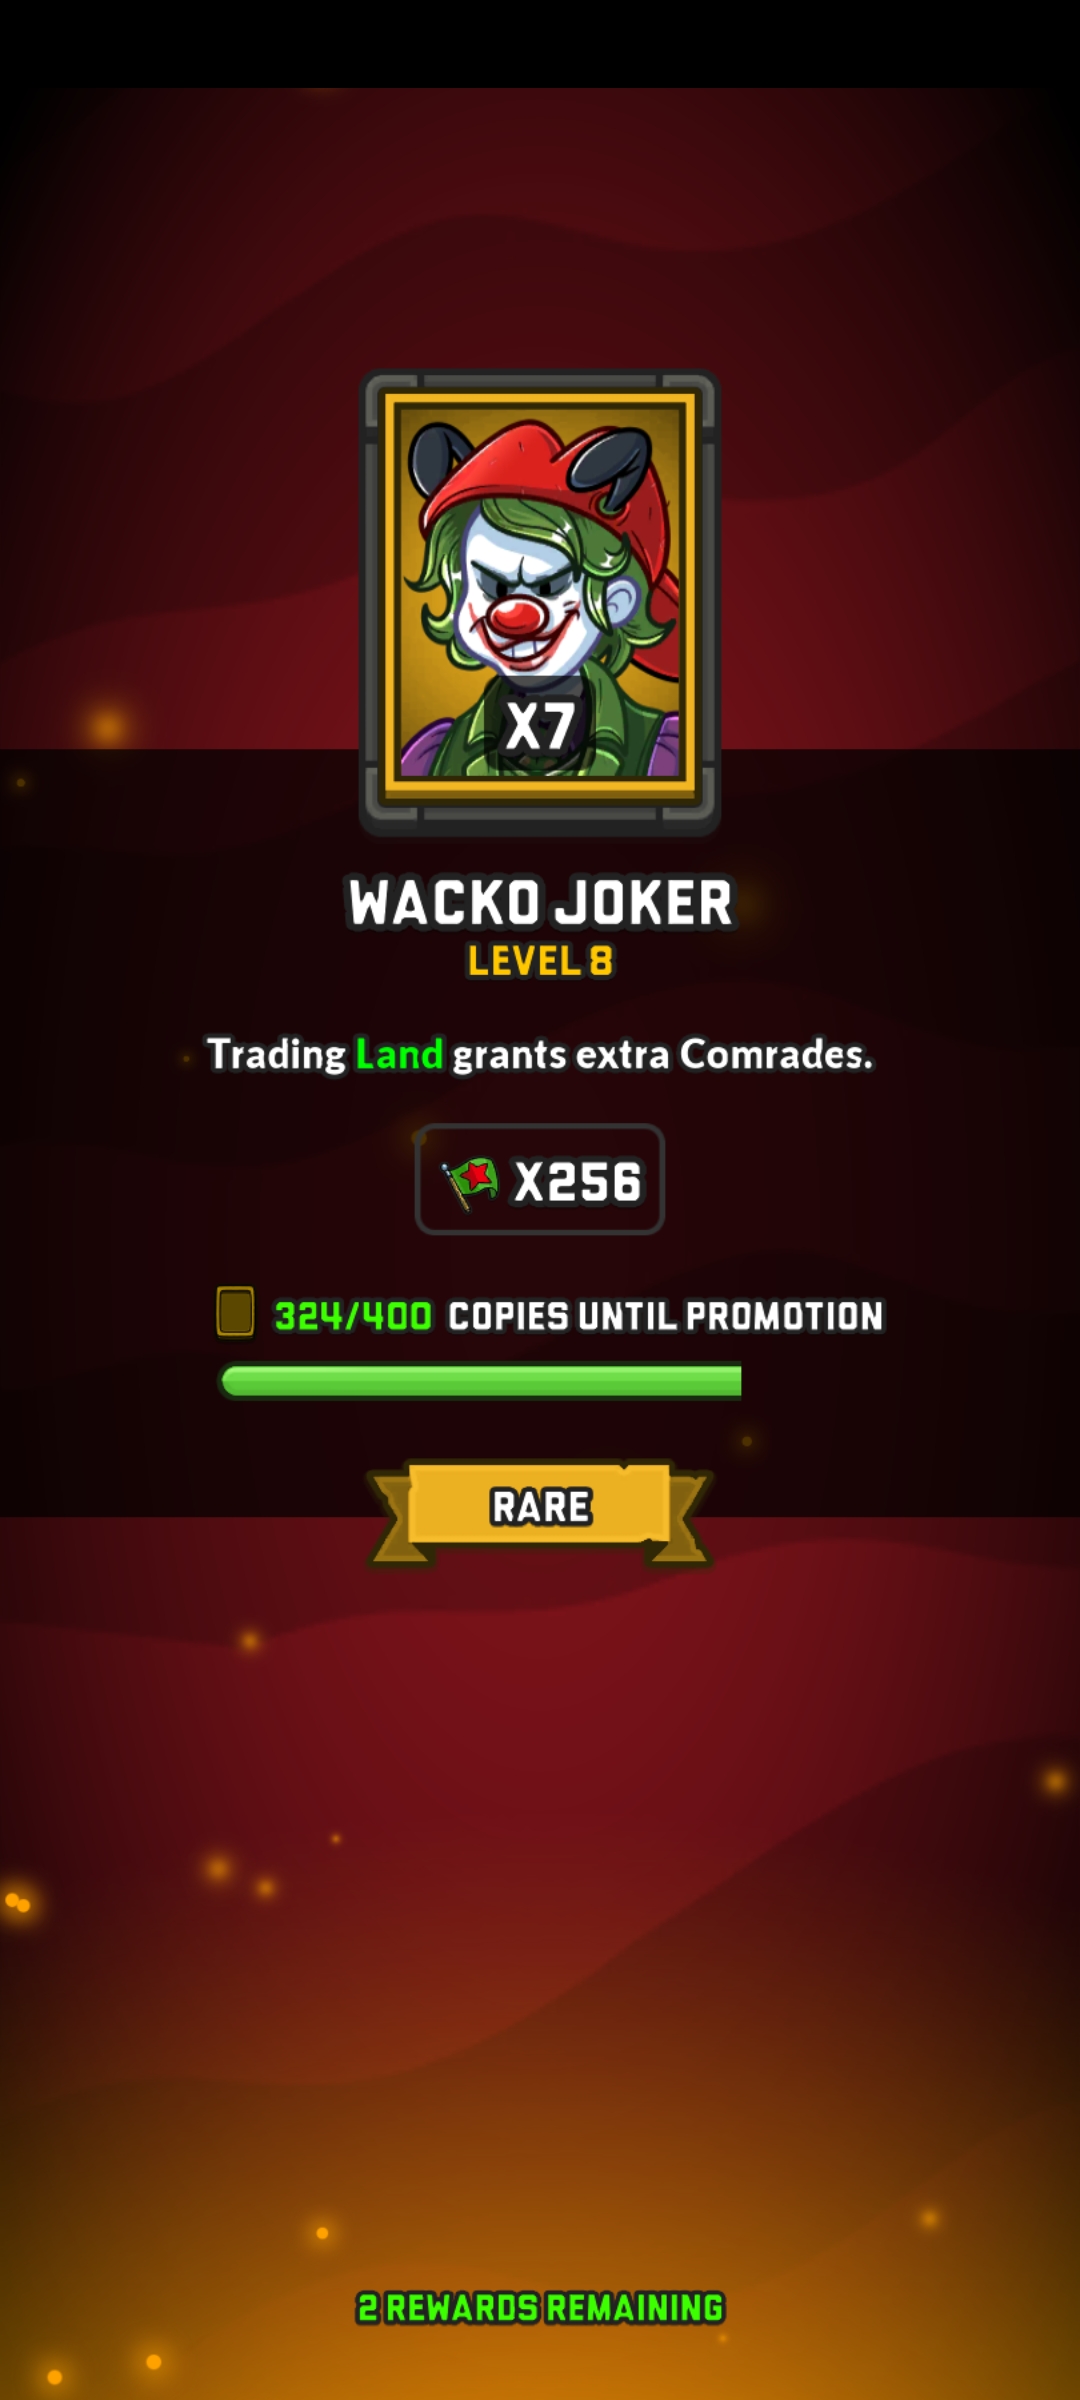 X7
WACKO JOKER
LEVEL 8
Trading Land grants extra Comrades.
X256
324/400 COPIES UNTIL PROMOTION
RARE
2 REWARDS REMAINING